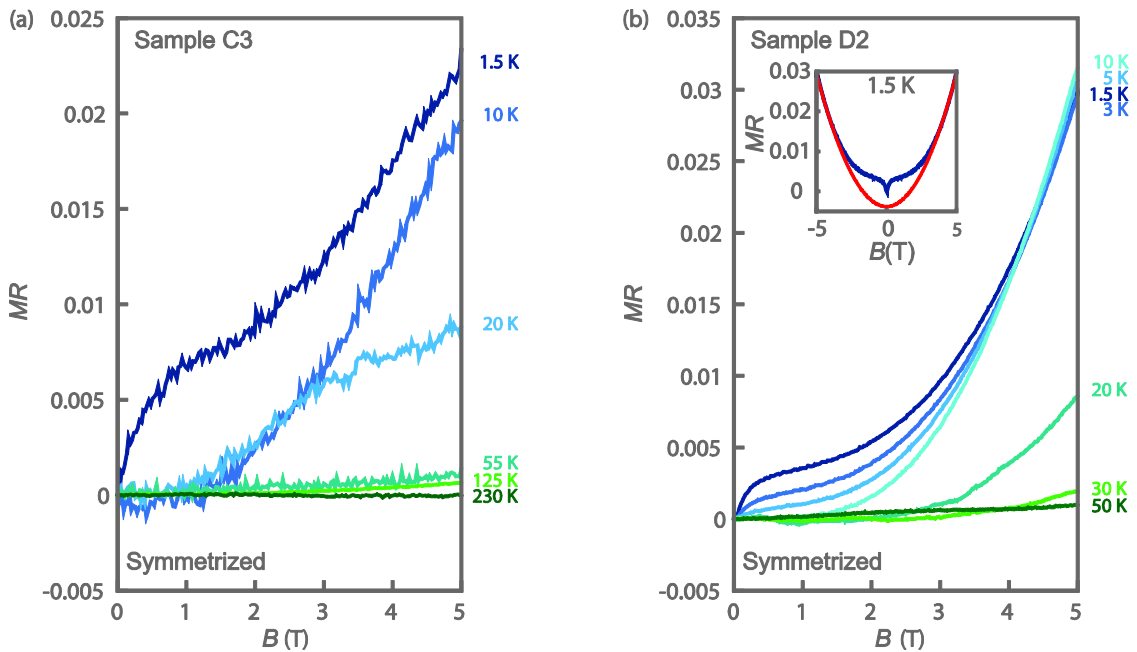 (a)
Sample C3
0.025
0.02
0.015
0.01
0.005
0
-0.005
MR
1.5 K
10 K
20 K
55 K
125 K
230 K
Symmetrized
0 1 2 3 4 5
B (T)
(b)
Sample D2
0.035
0.03
0.035
0.03
0.02
0.015
0.01
0.005
0
-0.005
MR
1.5 K
0.03
0.02
0.01
0
MR
-5 0 5
B(T)
10 K
5 K
1.5 K
3 K
20 K
30 K
50 K
Symmetrized
0 1 2 3 4 5
B (T)